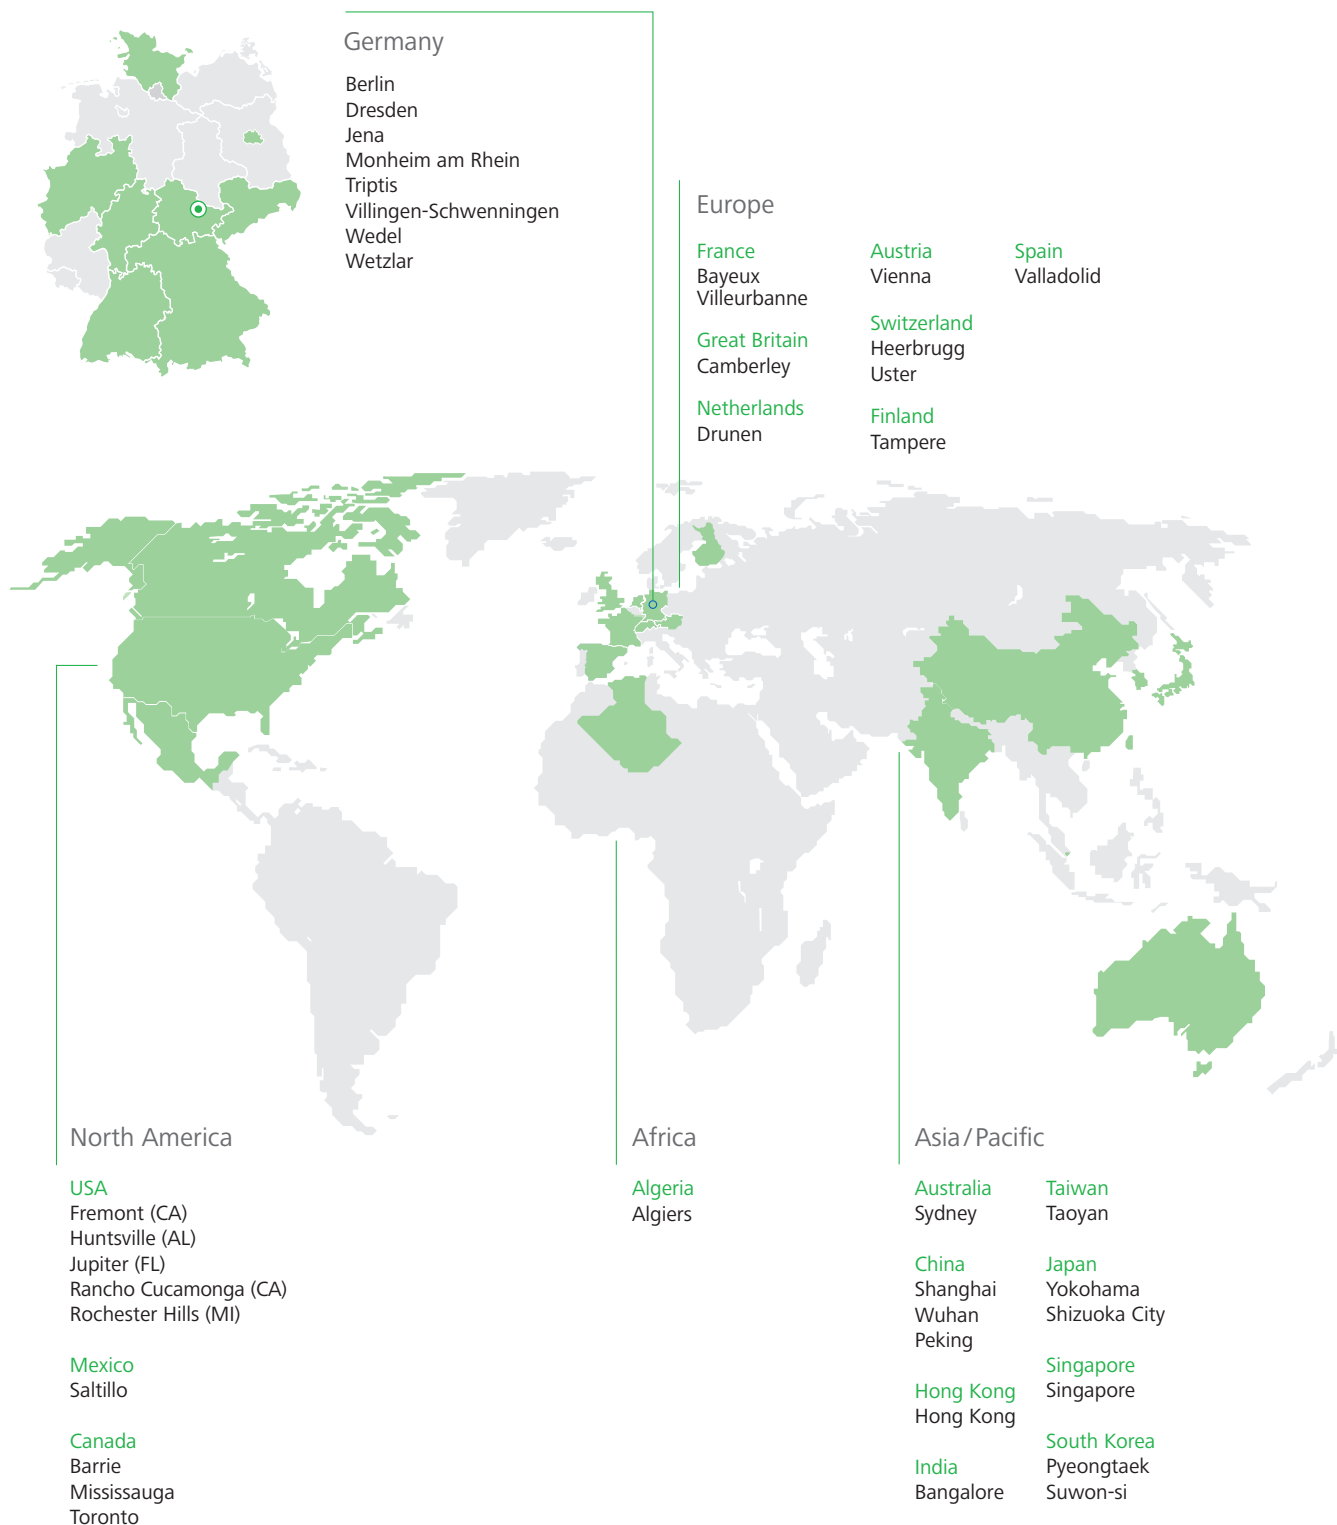 Germany
Berlin
Dresden
Jena
Monheim am Rhein
Triptis
Villingen-Schwenningen
Wedel
Wetzlar
Europe
France
Bayeux
Villeurbanne
Great Britain
Camberley
Netherlands
Drunen
Austria
Vienna
Switzerland
Heerbrugg
Uster
Finland
Tampere
Spain
Valladolid
North America
USA
Fremont (CA)
Huntsville (AL)
Jupiter (FL)
Rancho Cucamonga (CA)
Rochester Hills (MI)
Mexico
Saltillo
Canada
Barrie
Mississauga
Toronto
Africa
Algeria
Algiers
Asia/Pacific
Australia
Sydney
China
Shanghai
Wuhan
Peking
Hong Kong
Hong Kong
India
Bangalore
Taiwan
Taoyan
Japan
Yokohama
Shizuoka City
Singapore
Singapore
South Korea
Pyeongtaek
Suwon-si